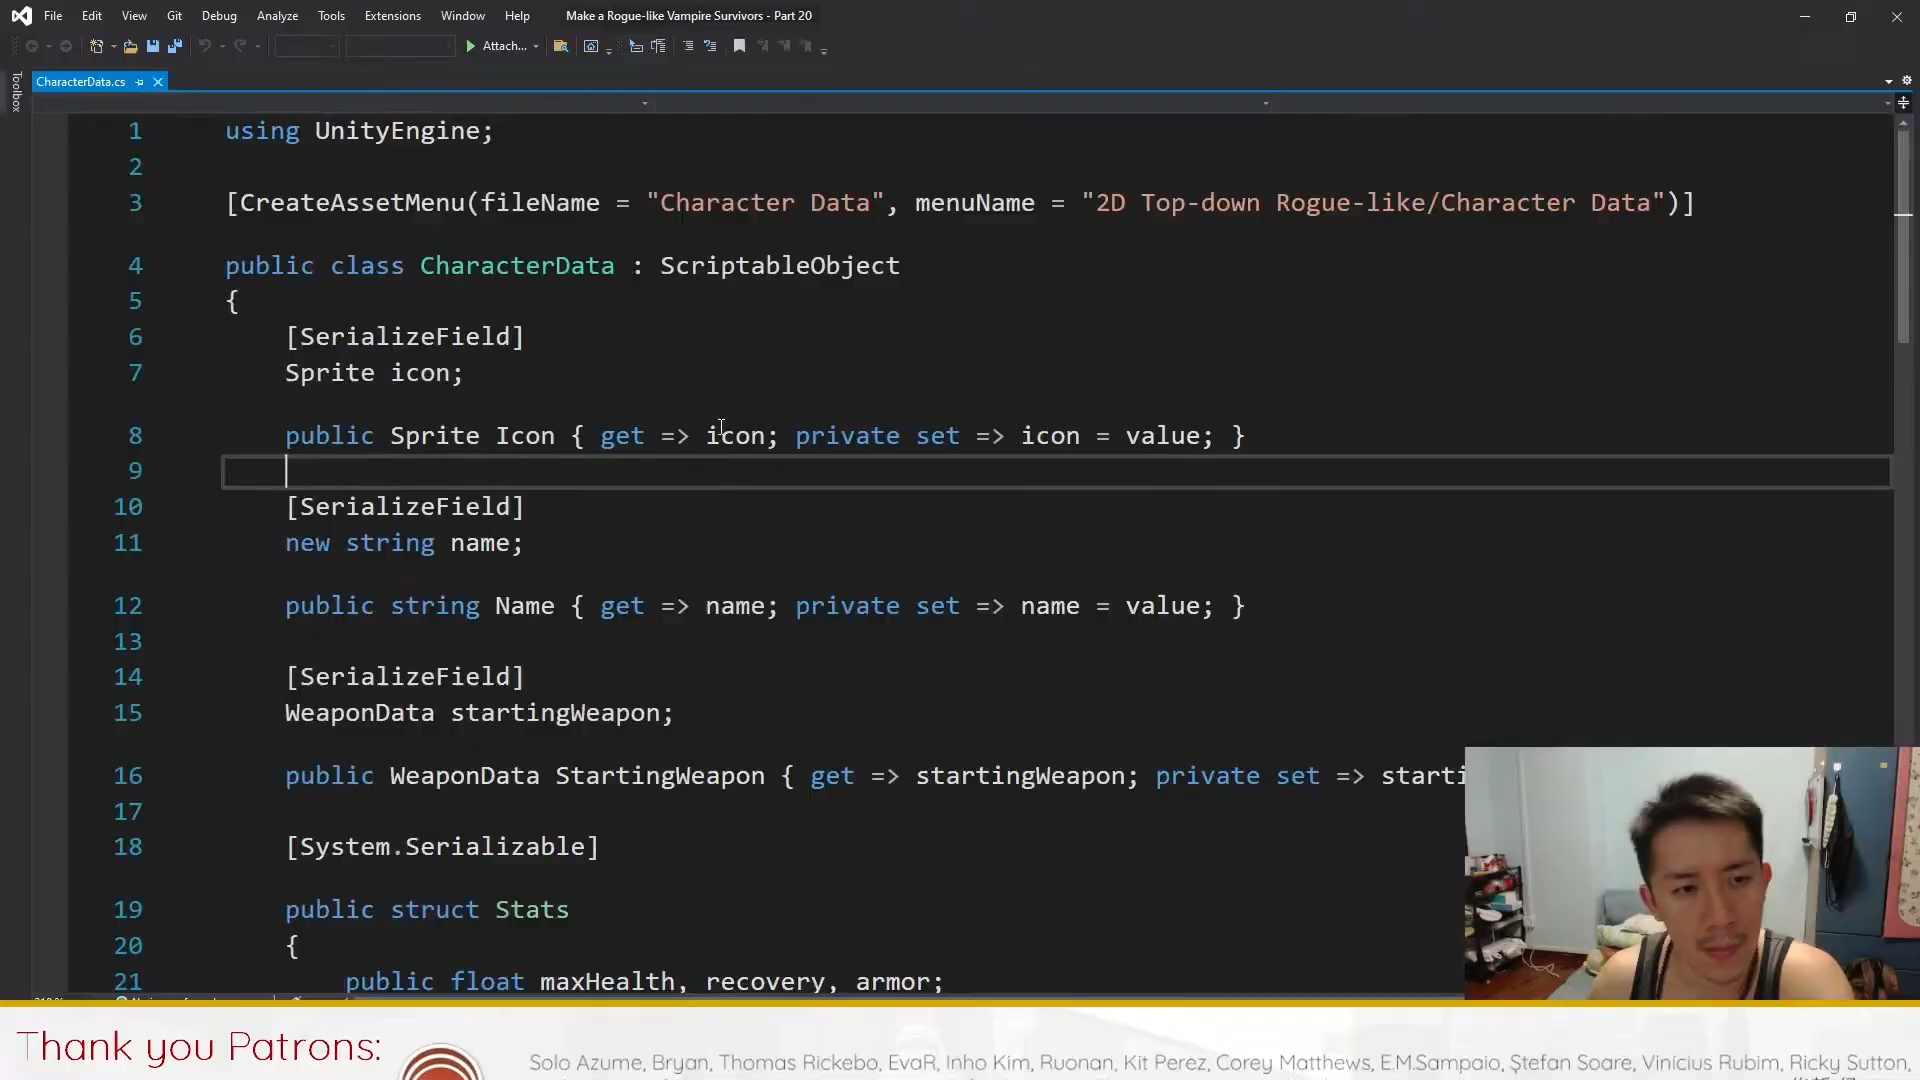 File Edit View Git Debug Analyze Tools Extensions Window Help Make a Rogue-like Vampire Survivors - Part 20
Attach...
Toolbox
CharacterData.cs
1 using UnityEngine;
2
3 [CreateAssetMenu(fileName = "Character Data", menuName = "2D Top-down Rogue-like/Character Data")]
4 public class CharacterData : ScriptableObject
5 {
6 [SerializeField]
7 Sprite icon;
8 public Sprite Icon { get => icon; private set => icon = value; }
9
10 [SerializeField]
11 new string name;
12 public string Name { get => name; private set => name = value; }
13
14 [SerializeField]
15 WeaponData startingWeapon;
16 public WeaponData StartingWeapon { get => startingWeapon; private set => starti
17
18 [System.Serializable]
19 public struct Stats
20 {
21 public float maxHealth, recovery, armor;
Thank you Patrons:
Solo Azume, Bryan, Thomas Rickebo, EvaR, Inho Kim, Ruonan, Kit Perez, Corey Matthews, E.M.Sampaio, Ştefan Soare, Vinícius Rubim, Ricky Sutton,